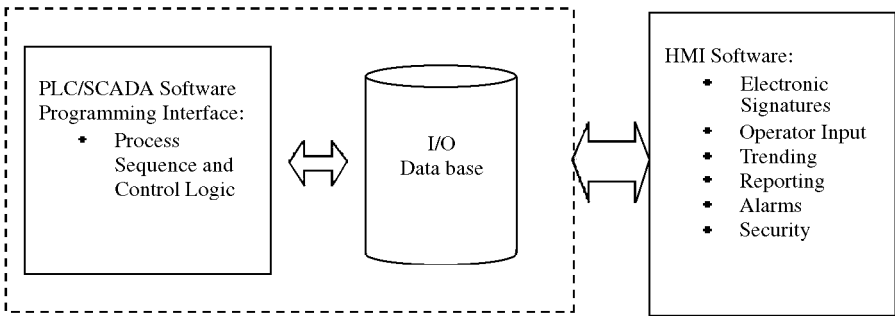 PLC/SCADA Software
Programming Interface:
Process
Sequence and
Control Logic
I/O
Data base
HMI Software:
Electronic
Signatures
Operator Input
Trending
Reporting
Alarms
Security